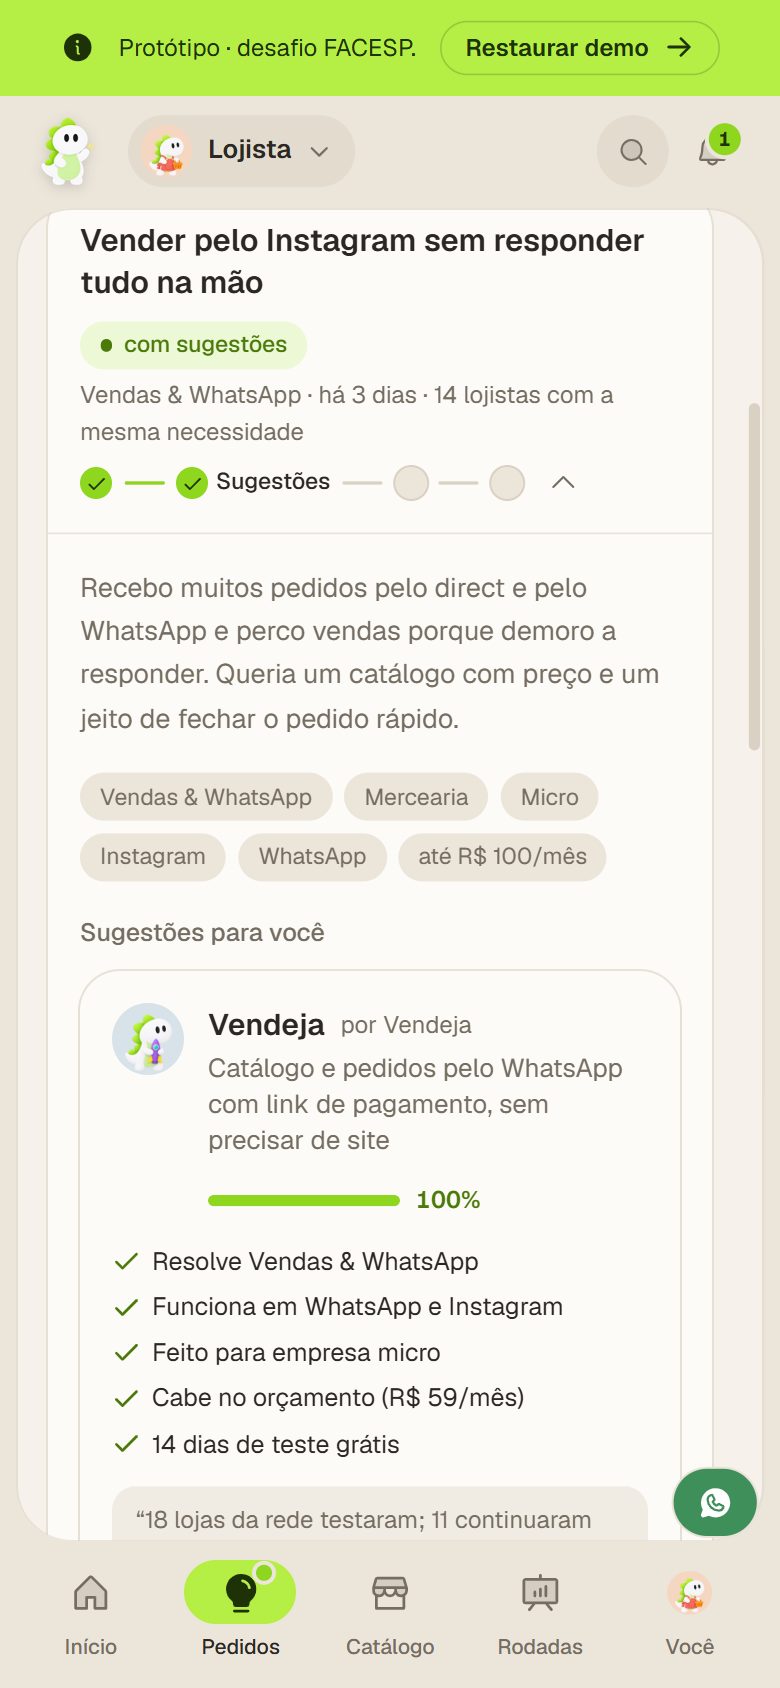 Protótipo · desafio FACESP.
Restaurar demo
Lojista
1
Vender pelo Instagram sem responder
tudo na mão
com sugestões
Vendas & WhatsApp · há 3 dias · 14 lojistas com a
mesma necessidade
Sugestões
Recebo muitos pedidos pelo direct e pelo
WhatsApp e perco vendas porque demoro a
responder. Queria um catálogo com preço e um
jeito de fechar o pedido rápido.
Vendas & WhatsApp
Mercearia
Micro
Instagram
WhatsApp
até R$ 100/mês
Sugestões para você
Vendeja por Vendeja
Catálogo e pedidos pelo WhatsApp
com link de pagamento, sem
precisar de site
100%
Resolve Vendas & WhatsApp
Funciona em WhatsApp e Instagram
Feito para empresa micro
Cabe no orçamento (R$ 59/mês)
14 dias de teste grátis
“18 lojas da rede testaram; 11 continuaram
Início
Pedidos
Catálogo
Rodadas
Você